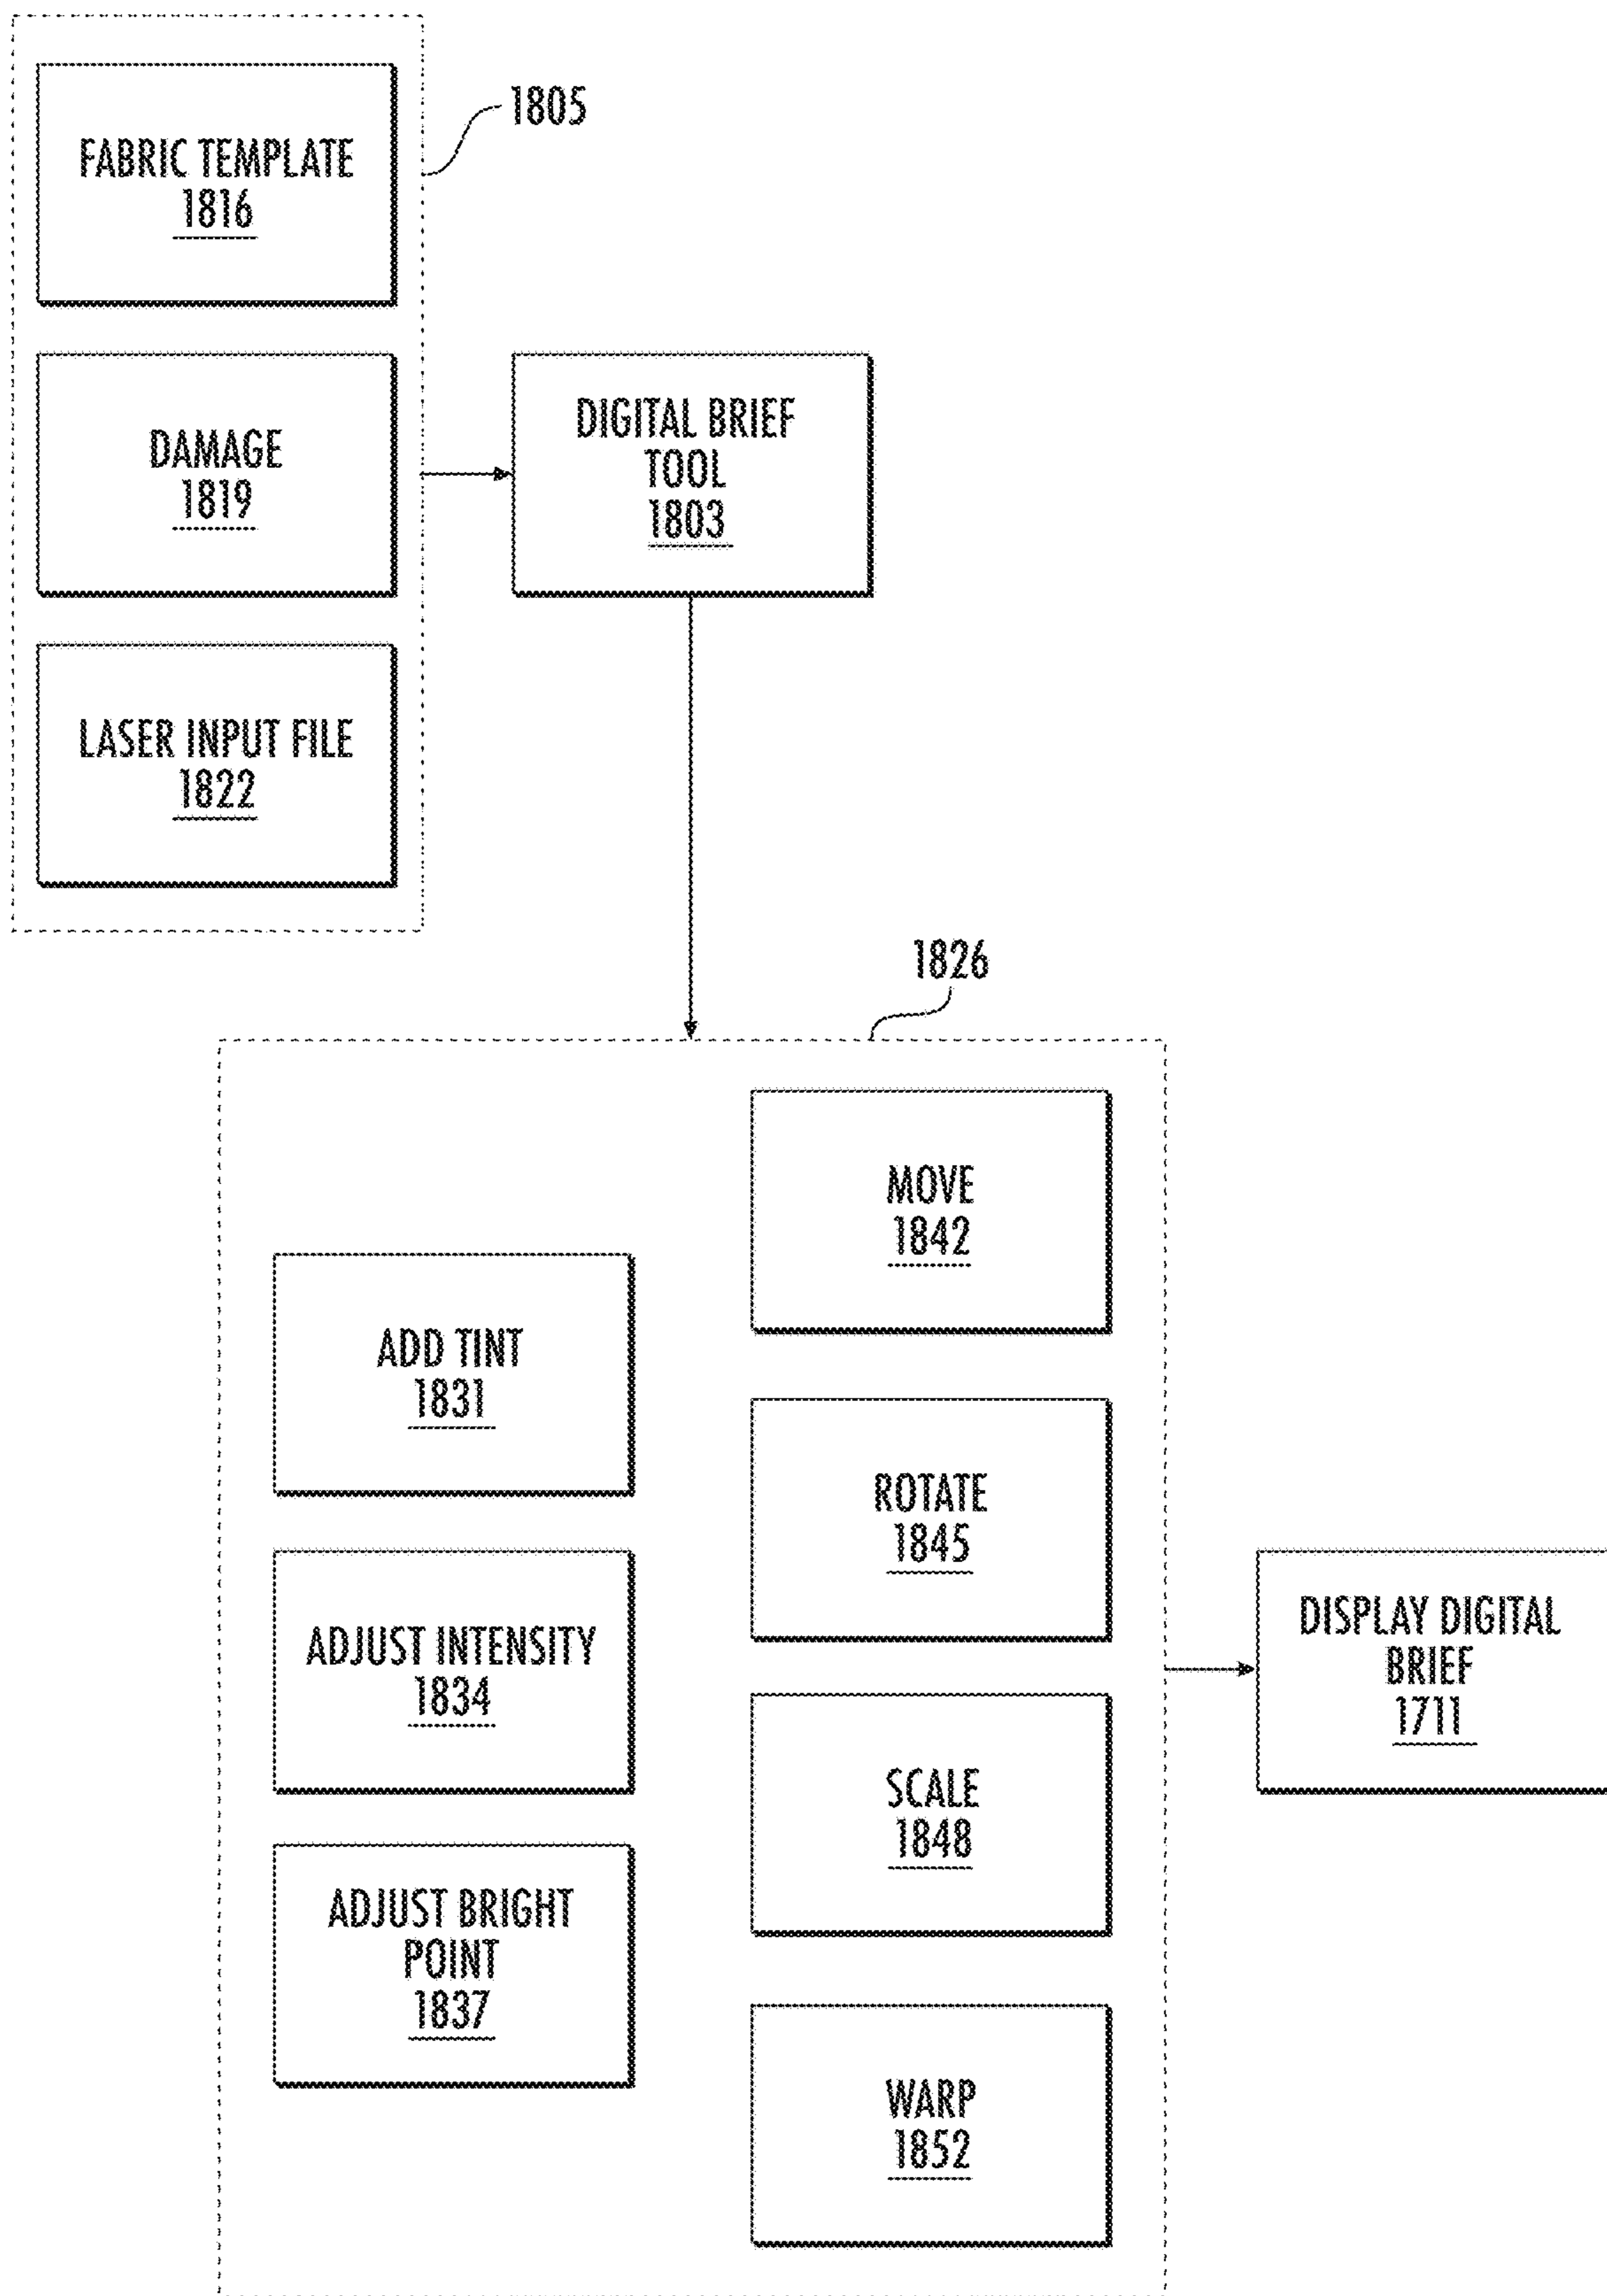 FABRIC TEMPLATE
1816
1805
DAMAGE
1819
DIGITAL BRIEF
TOOL
1803
LASER INPUT FILE
1822
1826
MOVE
1842
ADD TINT
1831
ROTATE
1845
ADJUST INTENSITY
1834
DISPLAY DIGITAL
BRIEF
1711
SCALE
1848
ADJUST BRIGHT
POINT
1837
WARP
1852